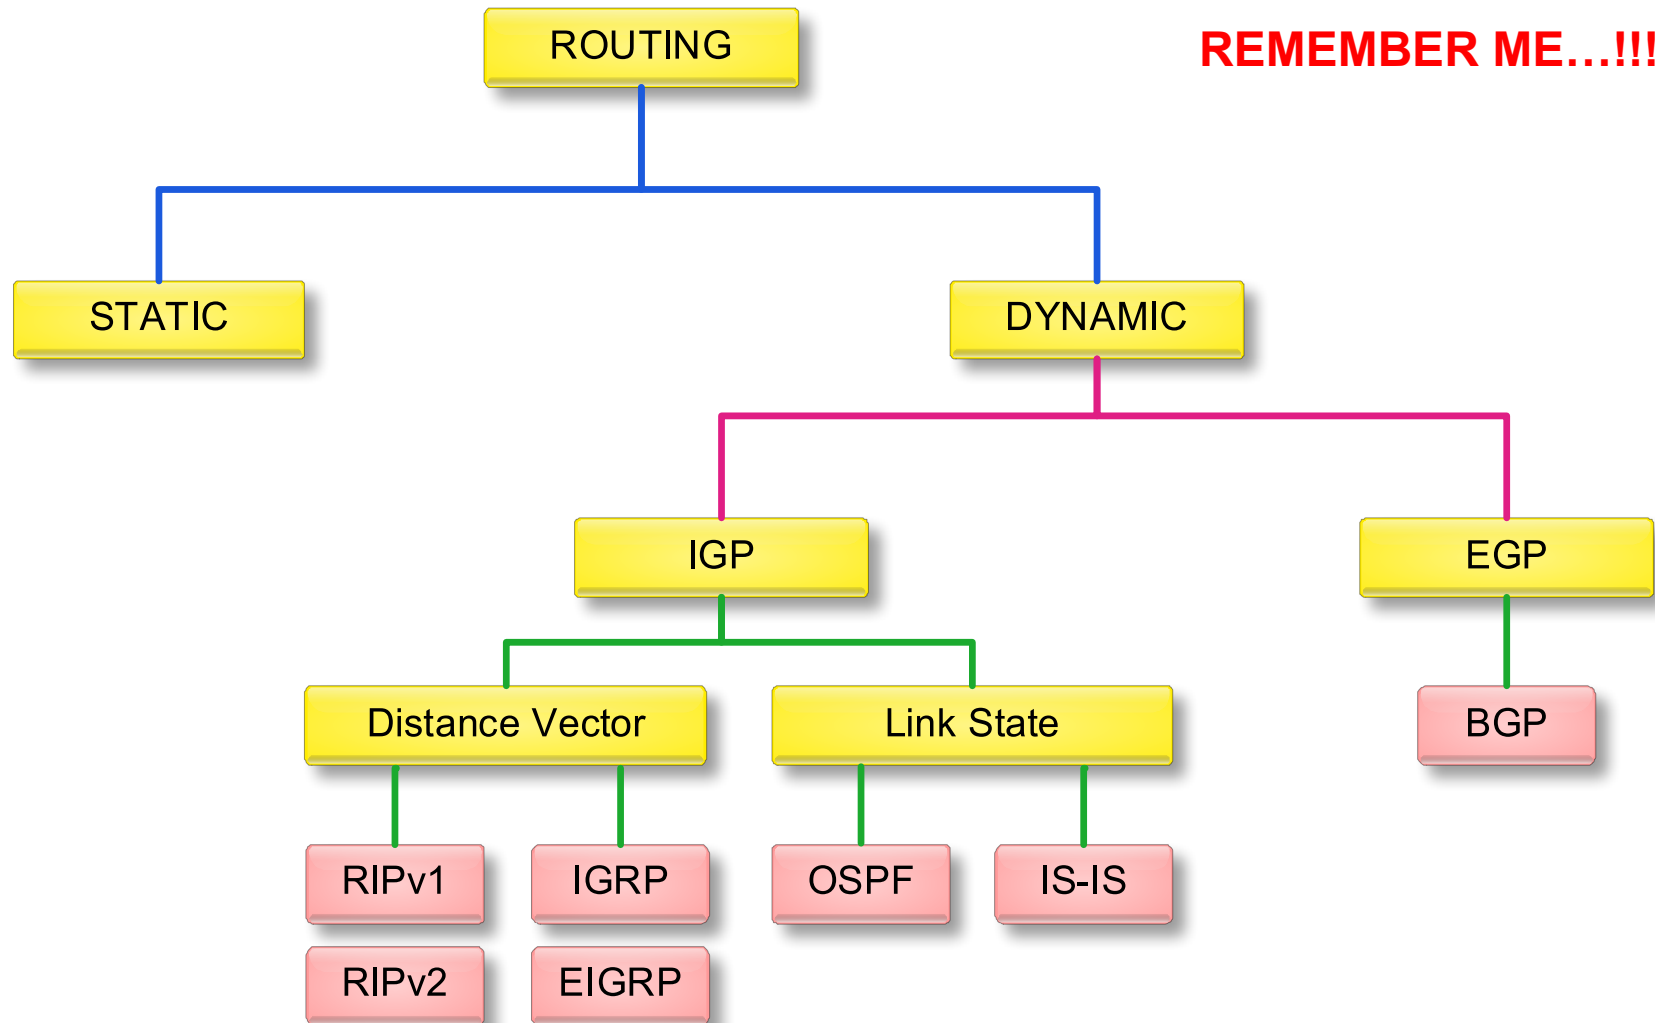 ROUTING
REMEMBER ME...!!!
STATIC
DYNAMIC
IGP
EGP
Distance Vector
Link State
BGP
RIPv1
IGRP
OSPF
IS-IS
RIPv2
EIGRP